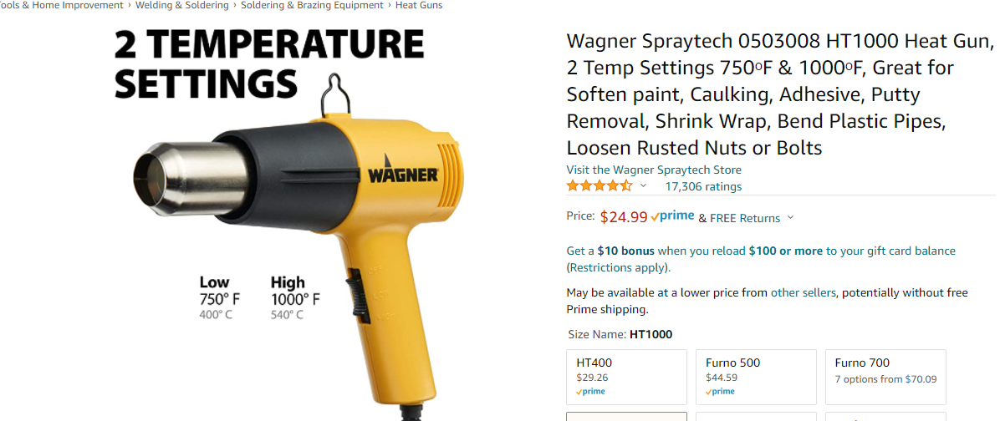 ools & Home Improvement › Welding & Soldering › Soldering & Brazing Equipment › Heat Guns
2 TEMPERATURE
SETTINGS
WAGNER
Low
750° F
400° C
High
1000° F
540° C
Wagner Spraytech 0503008 HT1000 Heat Gun,
2 Temp Settings 750ºF & 1000ºF, Great for
Soften paint, Caulking, Adhesive, Putty
Removal, Shrink Wrap, Bend Plastic Pipes,
Loosen Rusted Nuts or Bolts
Visit the Wagner Spraytech Store
17,306 ratings
Price: $24.99 prime & FREE Returns
Get a $10 bonus when you reload $100 or more to your gift card balance
(Restrictions apply).
May be available at a lower price from other sellers, potentially without free
Prime shipping.
Size Name: HT1000
HT400
$29.26
prime
Furno 500
$44.59
prime
Furno 700
7 options from $70.09